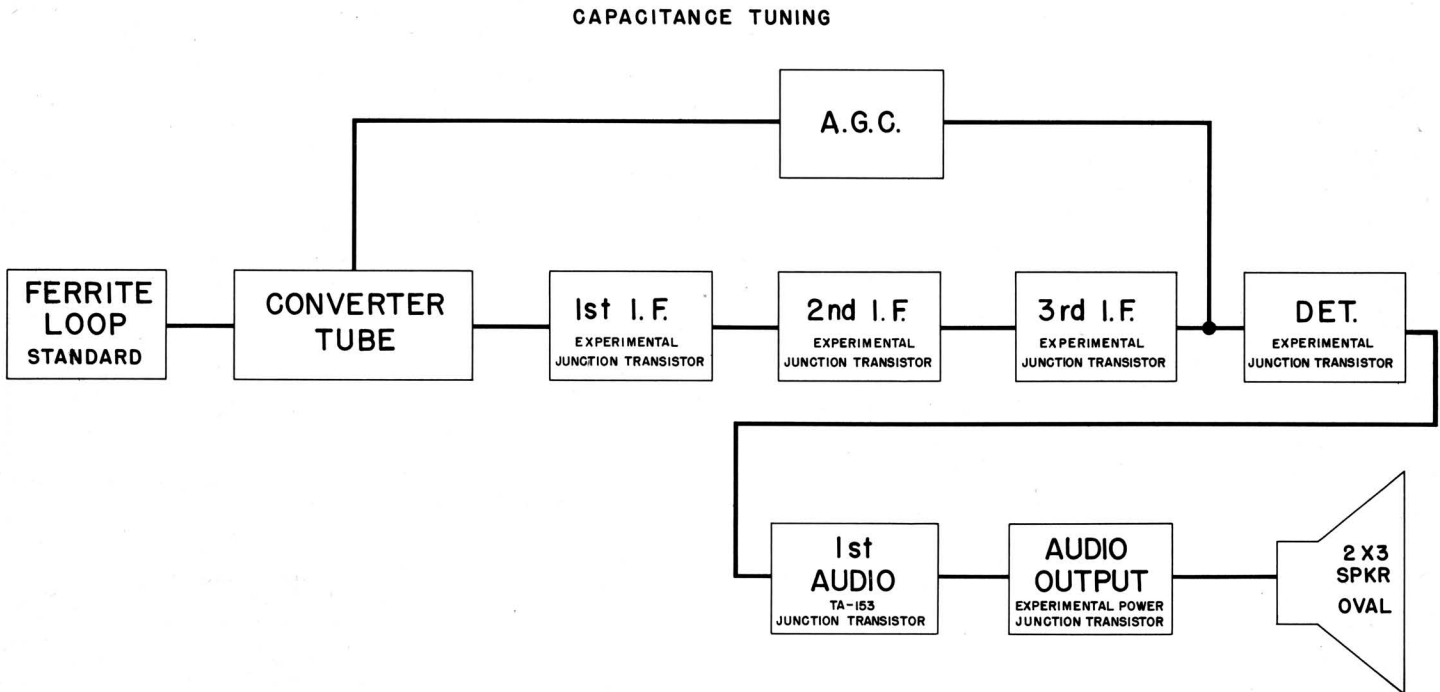 CAPACITANCE TUNING
A.G.C.
FERRITE
LOOP
STANDARD
CONVERTER
TUBE
1st I.F.
EXPERIMENTAL
JUNCTION TRANSISTOR
2nd I.F.
EXPERIMENTAL
JUNCTION TRANSISTOR
3rd I.F.
EXPERIMENTAL
JUNCTION TRANSISTOR
DET.
EXPERIMENTAL
JUNCTION TRANSISTOR
1st
AUDIO
TA-153
JUNCTION TRANSISTOR
AUDIO
OUTPUT
EXPERIMENTAL POWER
JUNCTION TRANSISTOR
2 X3
SPKR
OVAL